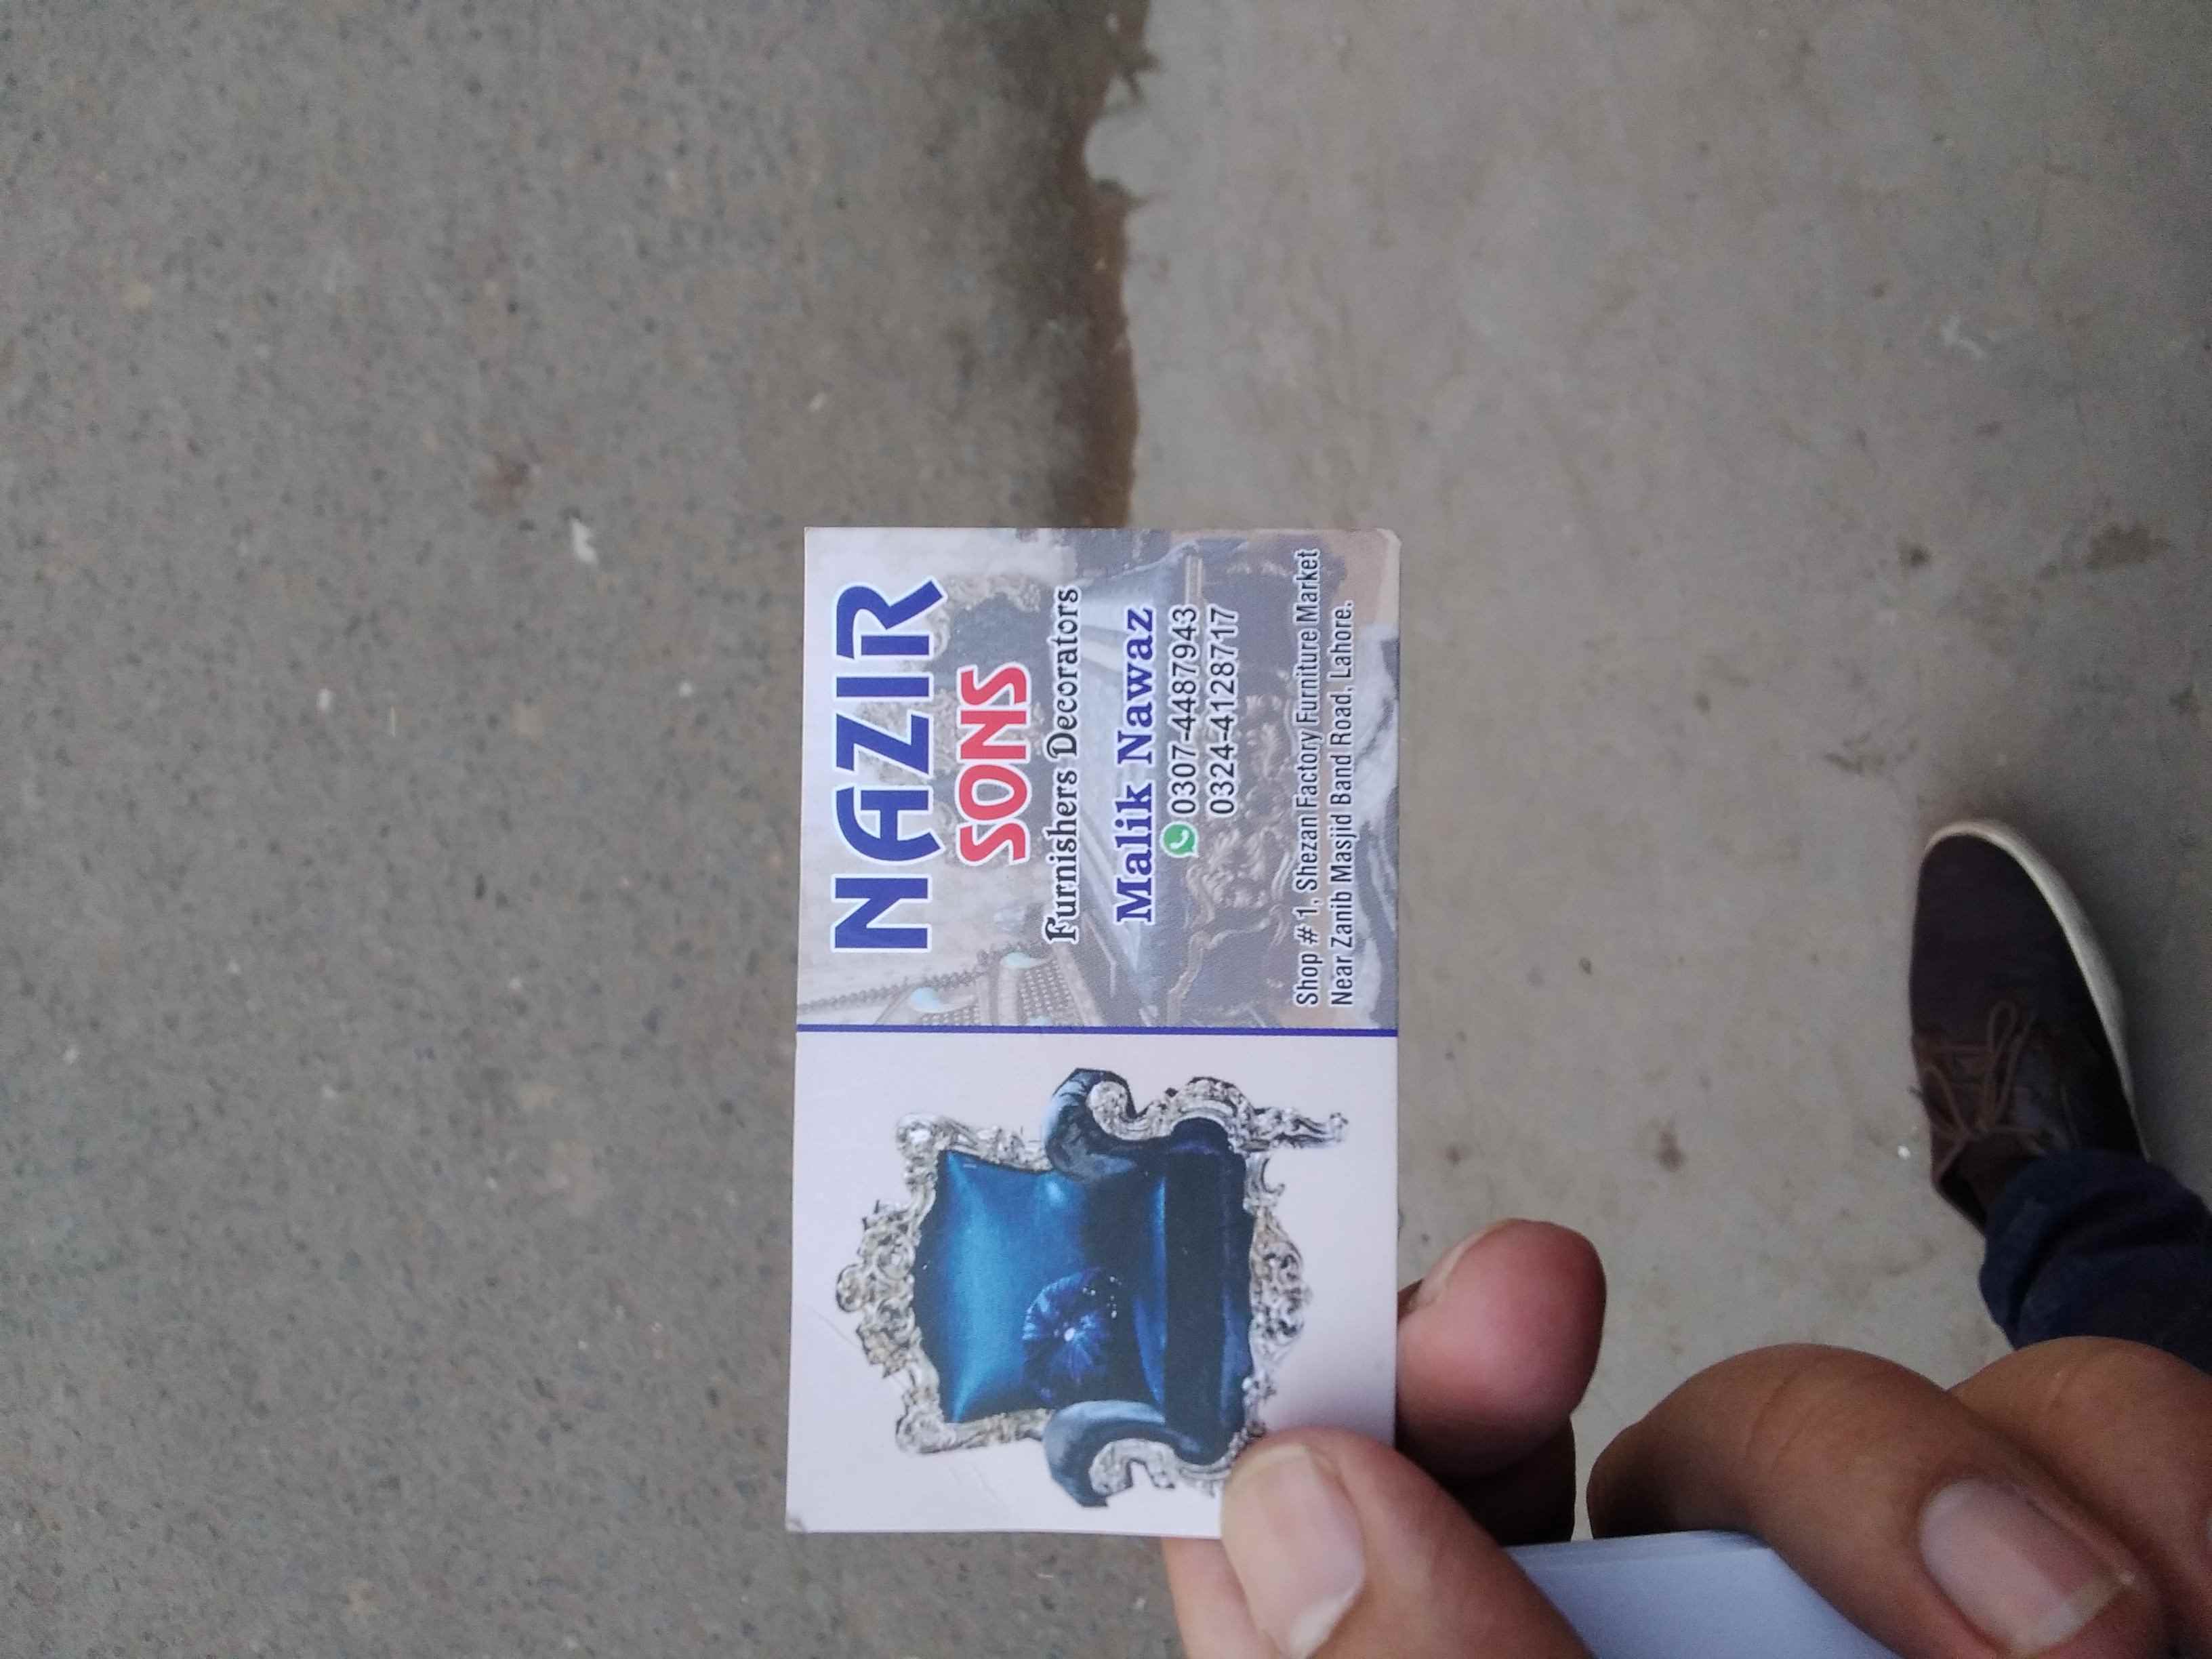 NAZIR
SONS
Furnishers Decorators
Malik Nawaz
0307-4487943
0324-4128717
Shop # 1, Shezan Factory Furniture Market
Near Zanib Masjid Band Road, Lahore.